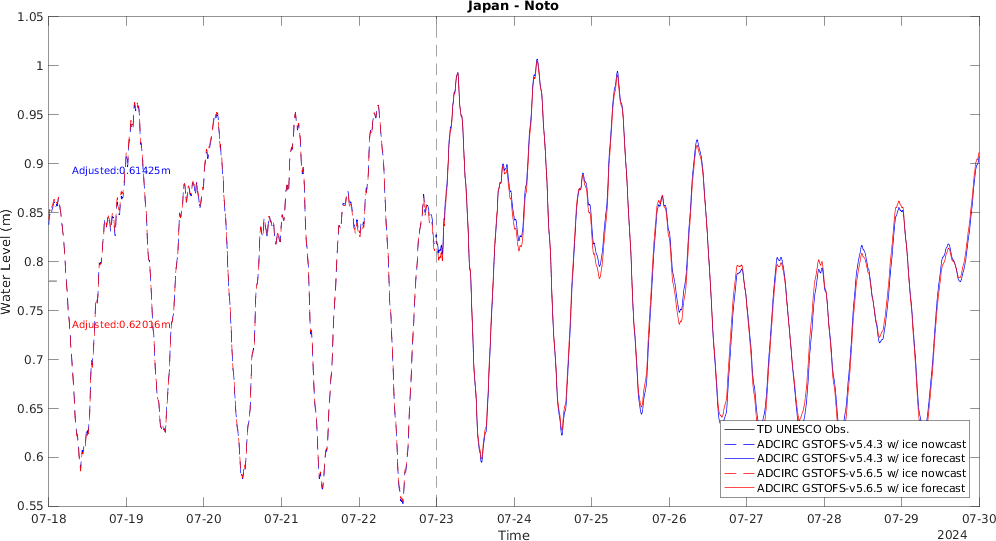 Japan - Noto
1.05
1
0.95
0.9
0.85
0.8
0.75
0.7
0.65
0.6
0.55
Water Level (m)
Adjusted:0.61425m
Adjusted:0.62016m
TD UNESCO Obs.
ADCIRC GSTOFS-v5.4.3 w/ ice nowcast
ADCIRC GSTOFS-v5.4.3 w/ ice forecast
ADCIRC GSTOFS-v5.6.5 w/ ice nowcast
ADCIRC GSTOFS-v5.6.5 w/ ice forecast
07-18 07-19 07-20 07-21 07-22 07-23 07-24 07-25 07-26 07-27 07-28 07-29 07-30
Time
2024